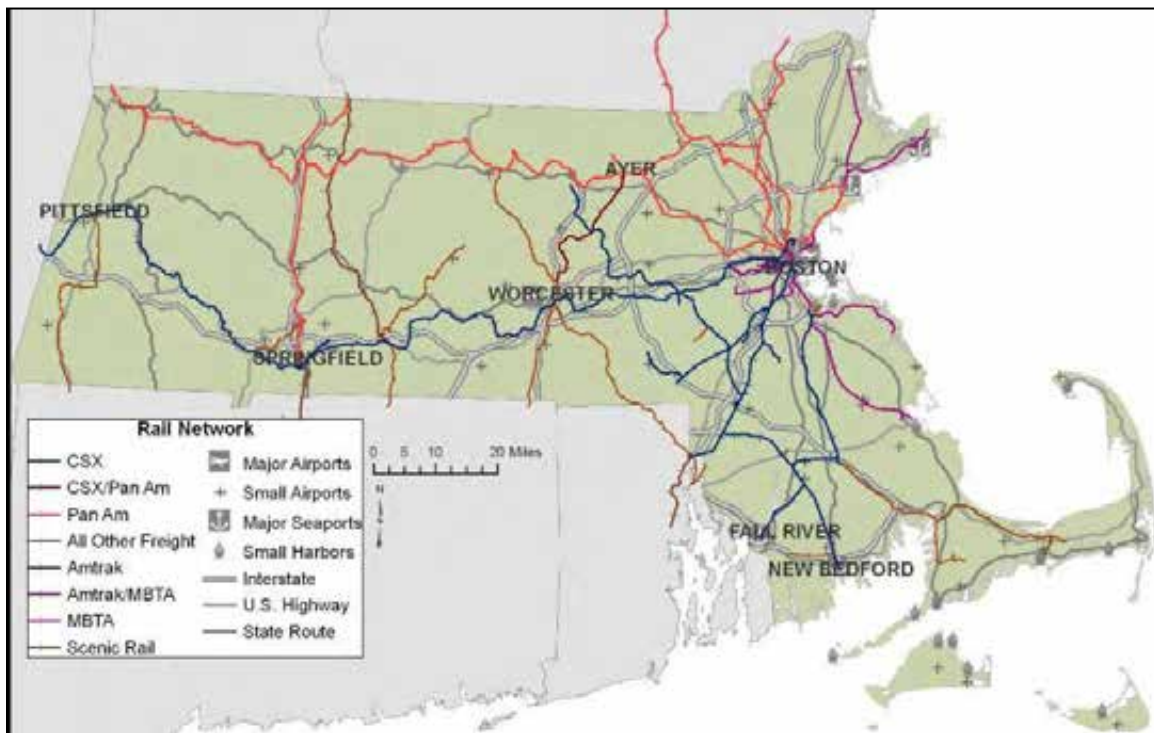 AYER
PITTSFIELD
BOSTON
WORCESTER
SPRINGFIELD
Rail Network
CSX
CSX/Pan Am
Pan Am
All Other Freight
Amtrak
Amtrak/MBTA
MBTA
Scenic Rail
Major Airports
Small Airports
Major Seaports
Small Harbors
Interstate
U.S. Highway
State Route
0 5 10 20 Miles
N
FALL RIVER
NEW BEDFORD